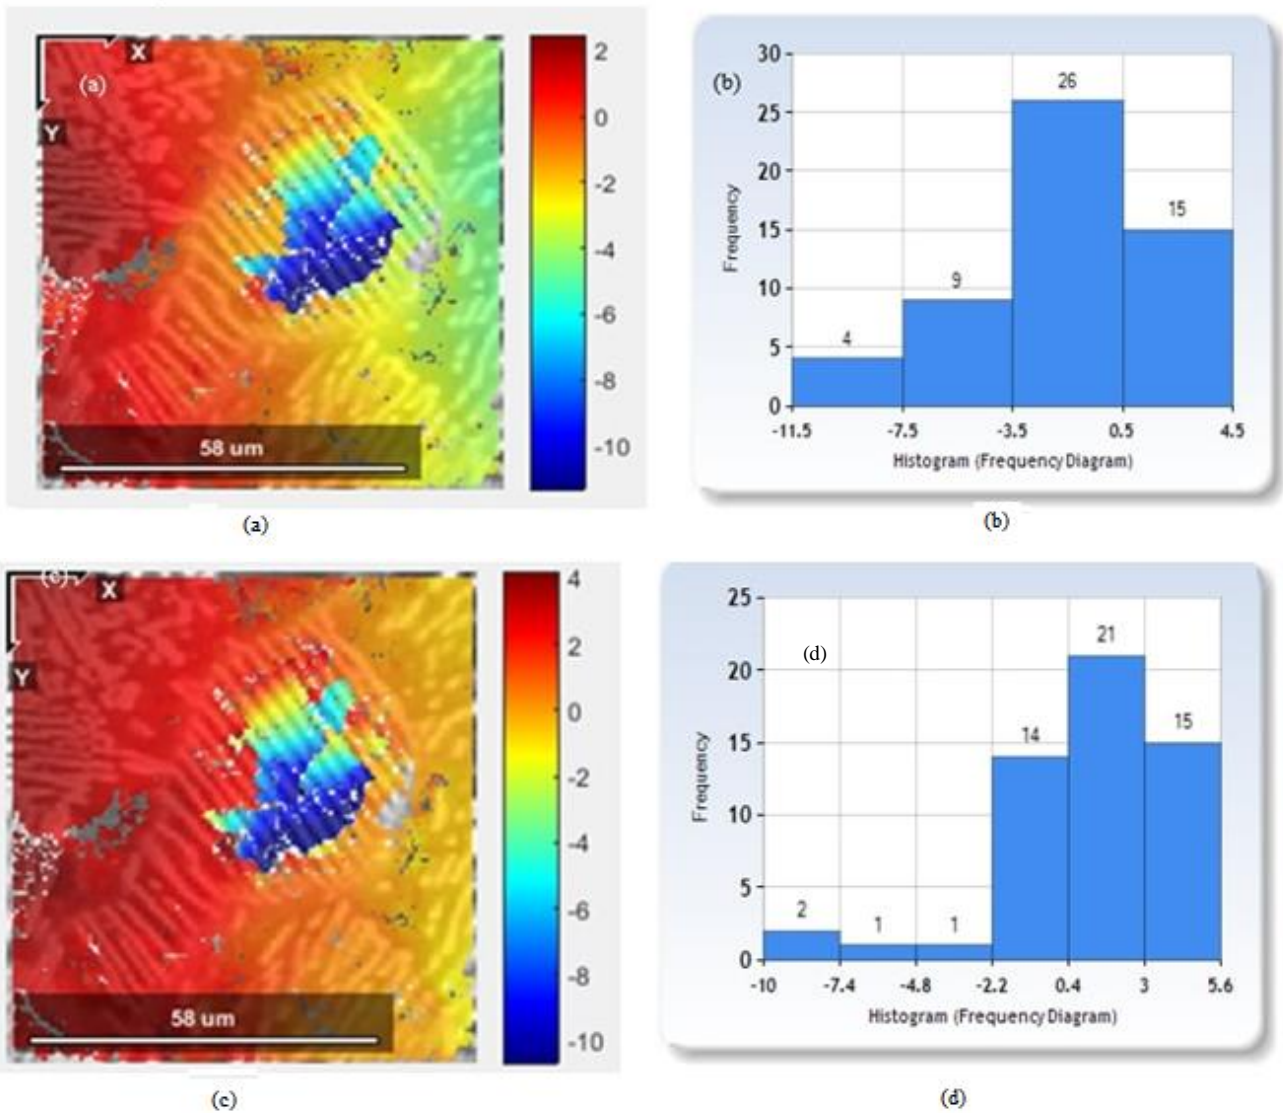 X
(a)
Y
58 um
2
0
-2
-4
-6
-8
-10
(a)
(b)
Frequency
30
25
20
15
10
5
0
4
9
26
15
-11.5 -7.5 -3.5 0.5 4.5
Histogram (Frequency Diagram)
(b)
(c)
X
Y
58 um
4
2
0
-2
-4
-6
-8
-10
(c)
(d)
Frequency
25
20
15
10
5
0
2
1
1
14
21
15
-10 -7.4 -4.8 -2.2 0.4 3 5.6
Histogram (Frequency Diagram)
(d)